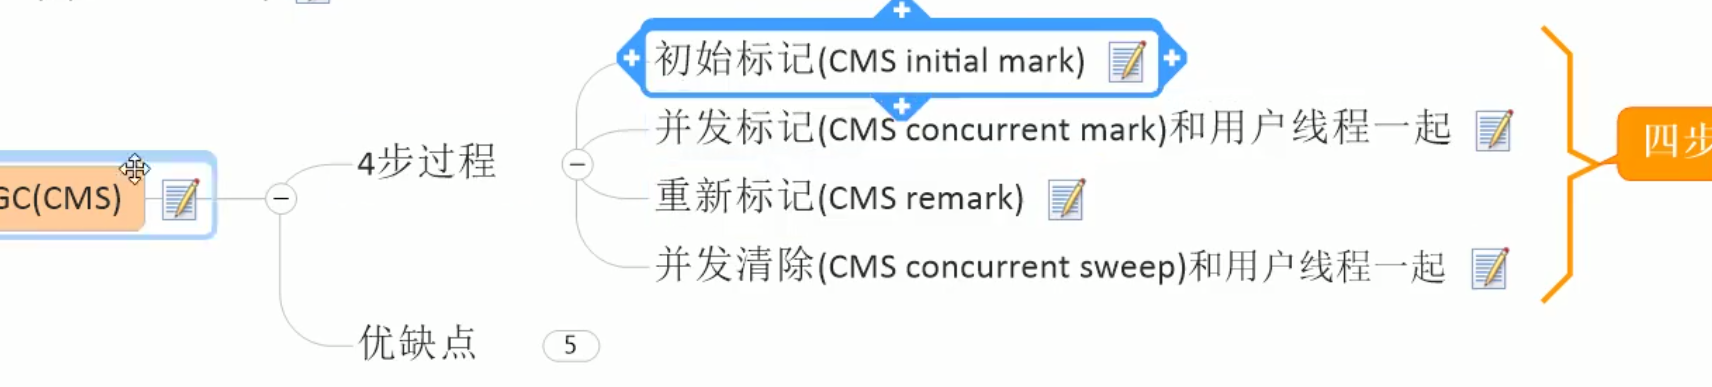 初始标记(CMS initial mark)
并发标记(CMS concurrent mark)和用户线程一起
4步过程
四步
GC(CMS)
重新标记(CMS remark)
并发清除(CMS concurrent sweep)和用户线程一起
优缺点 5